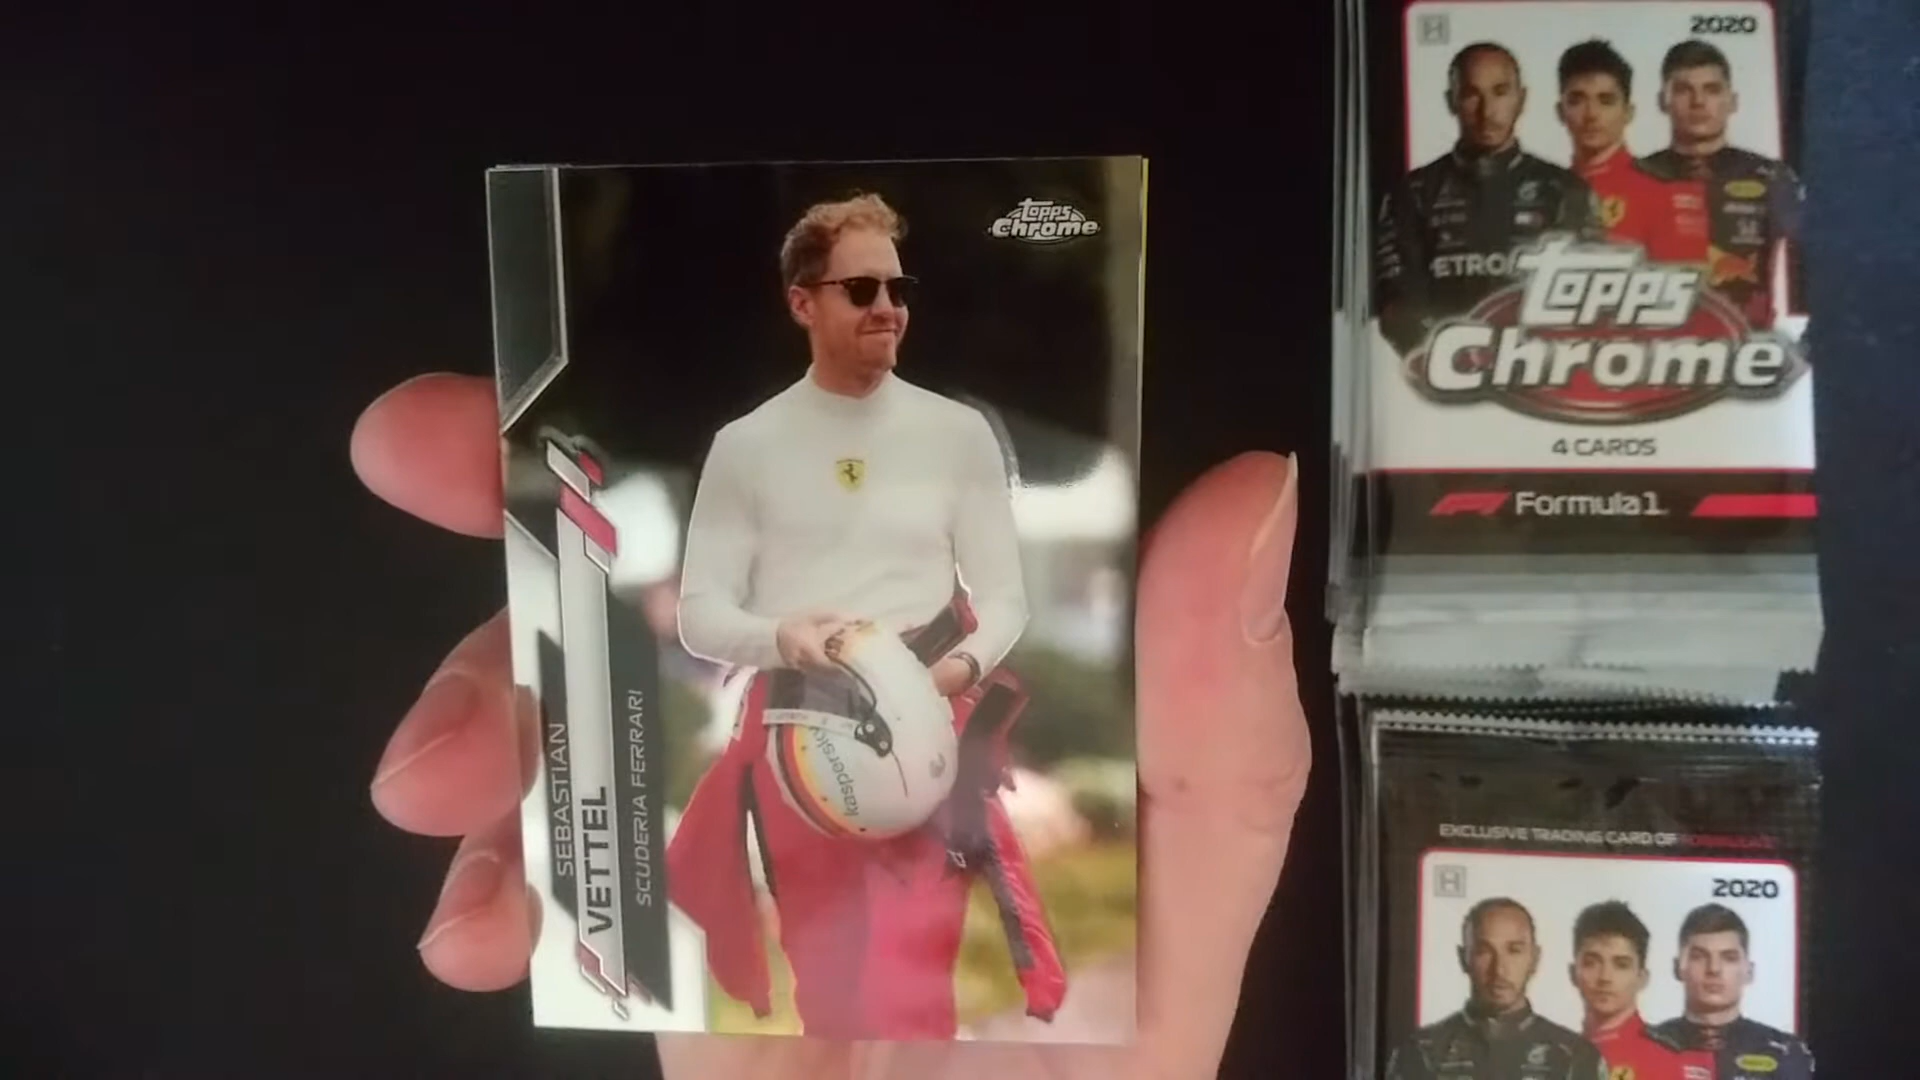 topps
Chrome
SEBASTIAN
VETTEL
SCUDERIA FERRARI
kaspersky
2020
ETRO
topps
Chrome
4 CARDS
Formula 1
EXCLUSIVE TRADING CARD OF
2020